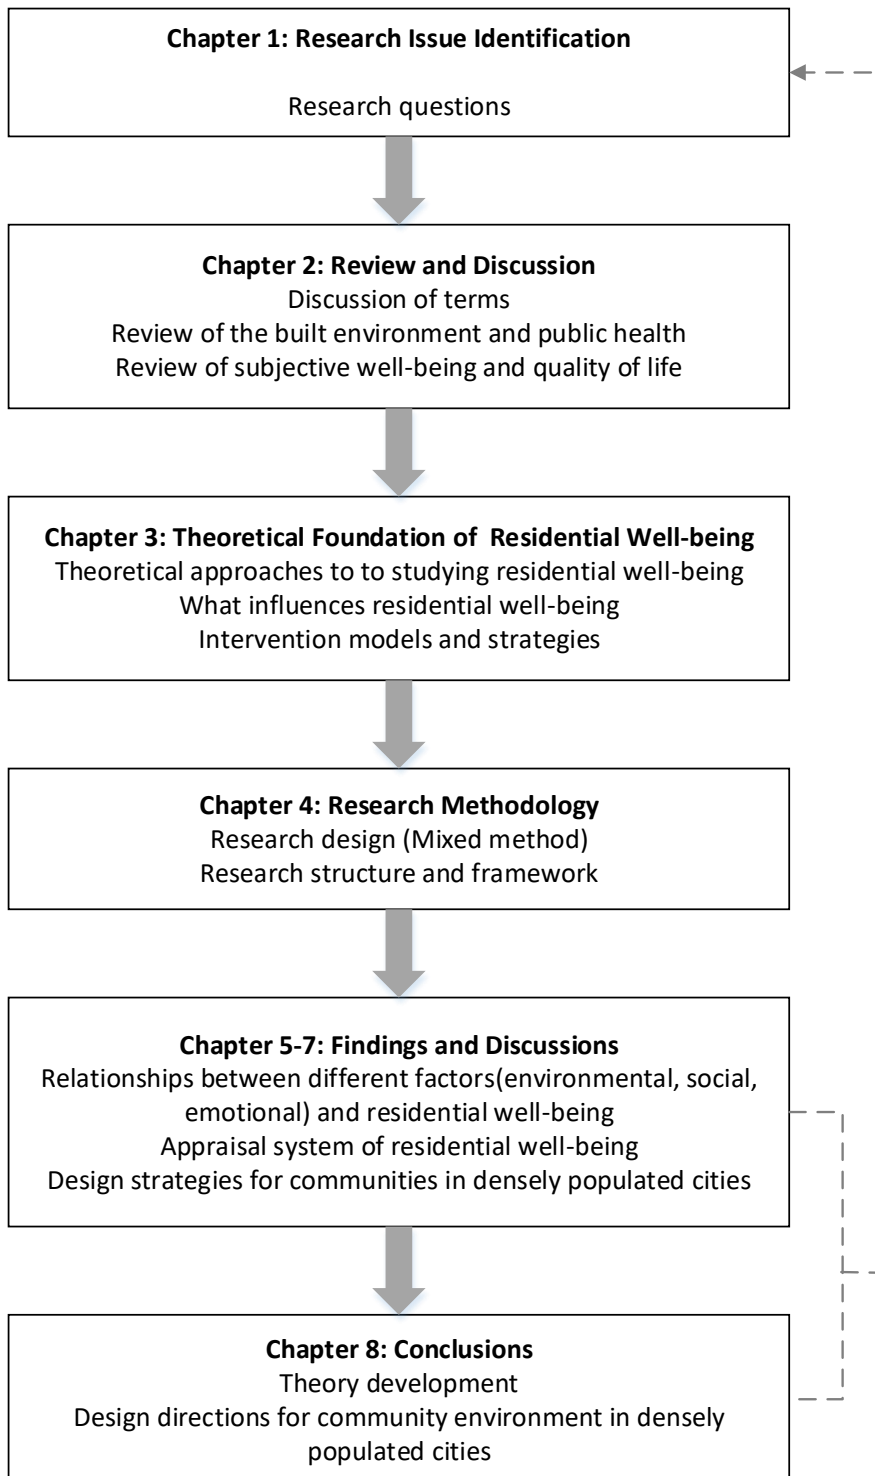 Chapter 1: Research Issue Identification
Research questions
Chapter 2: Review and Discussion
Discussion of terms
Review of the built environment and public health
Review of subjective well-being and quality of life
Chapter 3: Theoretical Foundation of  Residential Well-being
Theoretical approaches to to studying residential well-being
What influences residential well-being
Intervention models and strategies
Chapter 4: Research Methodology
Research design (Mixed method)
Research structure and framework
Chapter 5-7: Findings and Discussions
Relationships between different factors(environmental, social,
emotional) and residential well-being
Appraisal system of residential well-being
Design strategies for communities in densely populated cities
Chapter 8: Conclusions
Theory development
Design directions for community environment in densely
populated cities